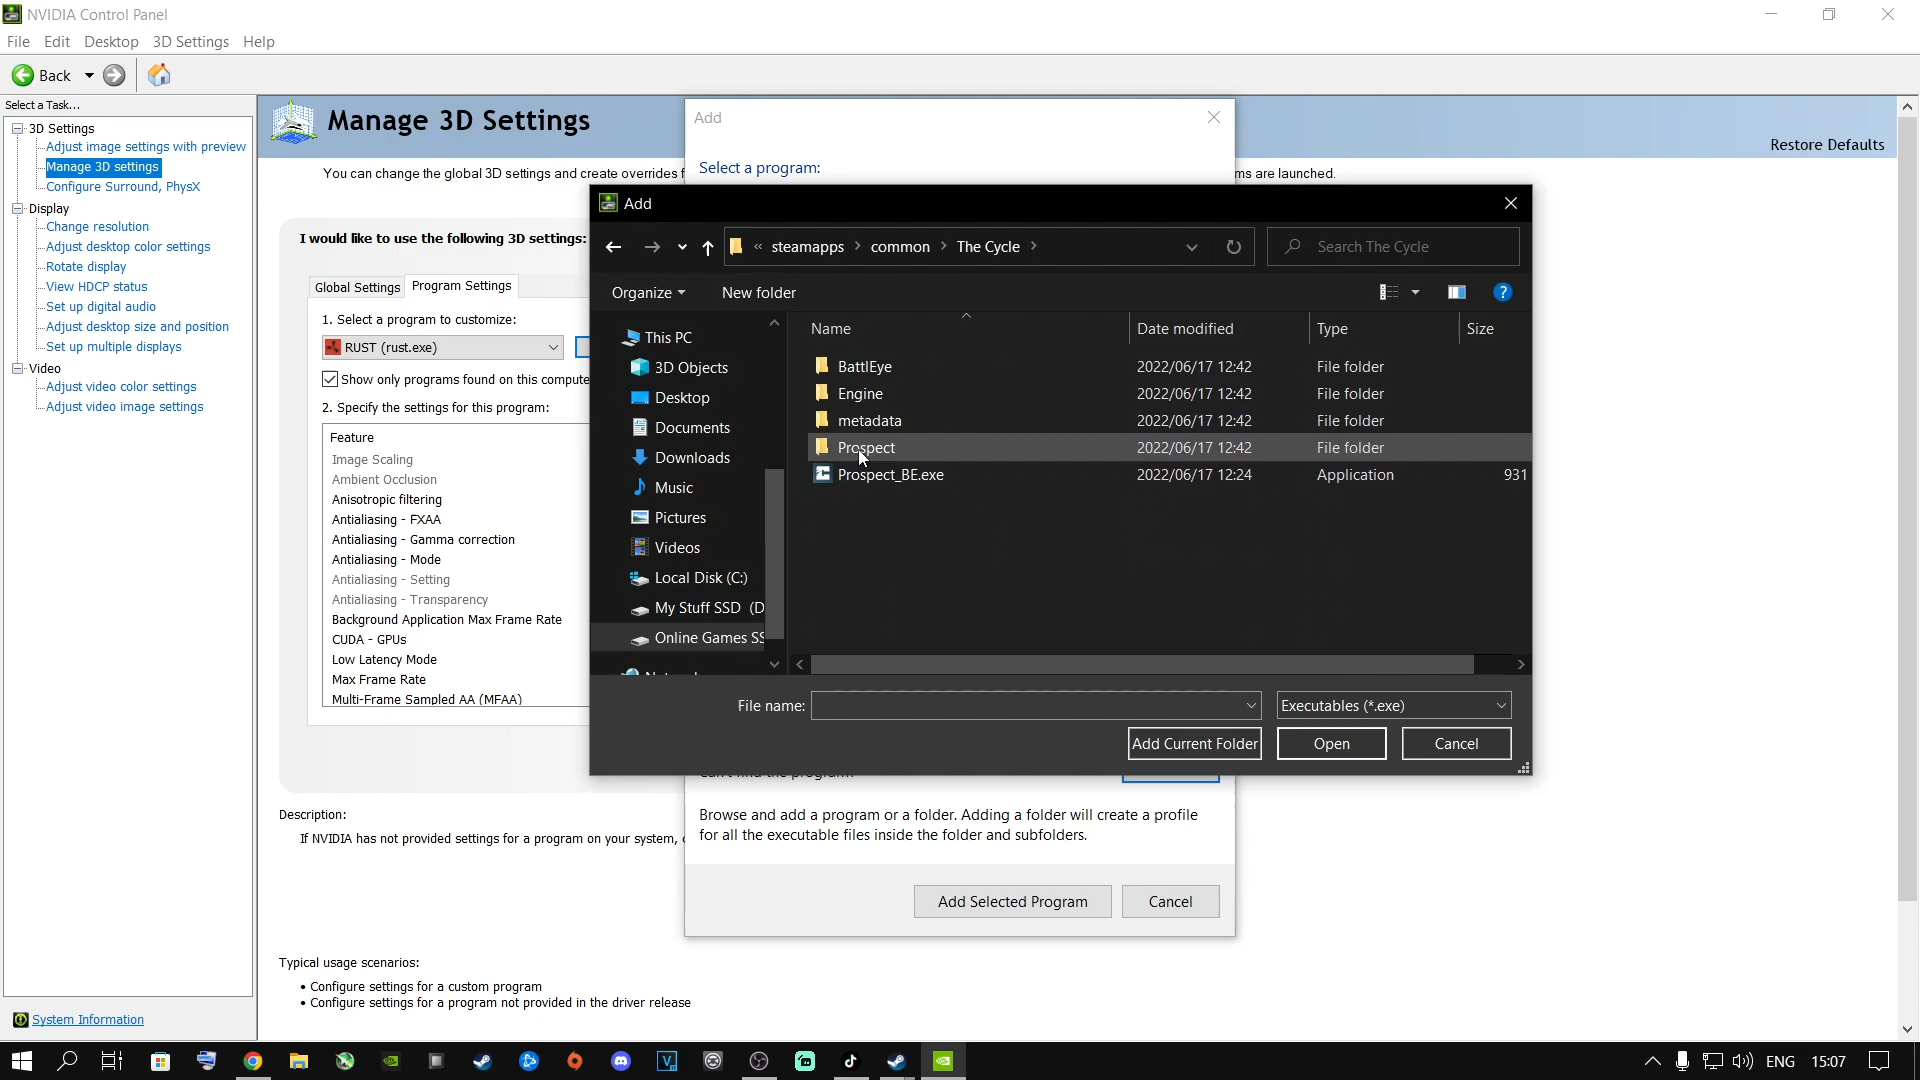 NVIDIA Control Panel
File Edit Desktop 3D Settings Help
Back
Select a Task...
3D Settings
Adjust image settings with preview
Manage 3D settings
Configure Surround, PhysX
Display
Change resolution
Adjust desktop color settings
Rotate display
View HDCP status
Set up digital audio
Adjust desktop size and position
Set up multiple displays
Video
Adjust video color settings
Adjust video image settings
System Information
Manage 3D Settings
Restore Defaults
You can change the global 3D settings and create overrides f
ms are launched.
I would like to use the following 3D settings:
Global Settings Program Settings
1. Select a program to customize:
RUST (rust.exe)
Show only programs found on this compute
2. Specify the settings for this program:
Feature
Image Scaling
Ambient Occlusion
Anisotropic filtering
Antialiasing - FXAA
Antialiasing - Gamma correction
Antialiasing - Mode
Antialiasing - Setting
Antialiasing - Transparency
Background Application Max Frame Rate
CUDA - GPUs
Low Latency Mode
Max Frame Rate
Multi-Frame Sampled AA (MFAA)
Description:
If NVIDIA has not provided settings for a program on your system,
Typical usage scenarios:
• Configure settings for a custom program
• Configure settings for a program not provided in the driver release
Add
Select a program:
Add
« steamapps > common > The Cycle >
Search The Cycle
Organize New folder
This PC
3D Objects
Desktop
Documents
Downloads
Music
Pictures
Videos
Local Disk (C:)
My Stuff SSD (D
Online Games SS
Name Date modified Type Size
BattlEye 2022/06/17 12:42 File folder
Engine 2022/06/17 12:42 File folder
metadata 2022/06/17 12:42 File folder
Prospect 2022/06/17 12:42 File folder
Prospect_BE.exe 2022/06/17 12:24 Application 931
File name:
Executables (*.exe)
Add Current Folder Open Cancel
Browse and add a program or a folder. Adding a folder will create a profile
for all the executable files inside the folder and subfolders.
Add Selected Program Cancel
ENG 15:07